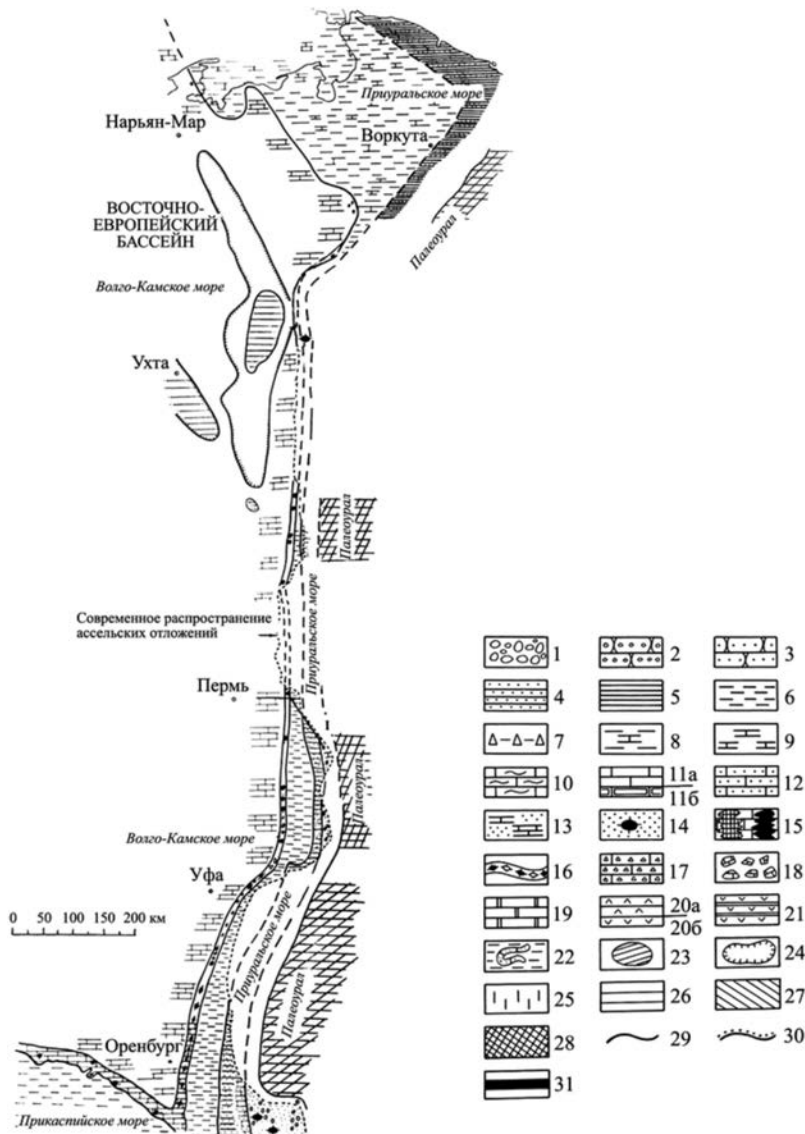 Приуральское море
Нарьян-Мар
Воркута
ВОСТОЧНО-
ЕВРОПЕЙСКИЙ
БАССЕЙН
Палеоурал
Волго-Камское море
Ухта
Палеоурал
Современное распространие
ассельских отложений
Приуральское море
Пермь
Палеоурал
Волго-Камское море
Уфа
0 50 100 150 200 км
Приуральское море
Палеоурал
Оренбург
Прикаспийское море
1 2 3
4 5 6
7 8 9
10 11а 12
11б
13 14 15
16 17 18
19 20а 21
20б
22 23 24
25 26 27
28 29 30
31